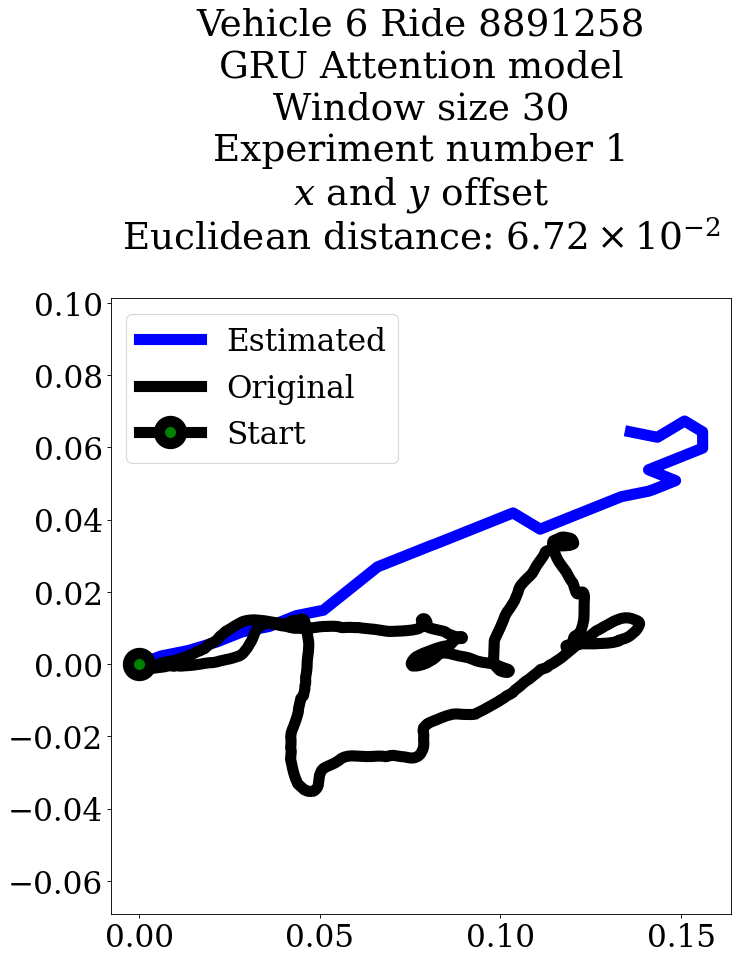 Vehicle 6 Ride 8891258
GRU Attention model
Window size 30
Experiment number 1
x and y offset
Euclidean distance: 6.72 × 10⁻²
Estimated
Original
Start
0.10
0.08
0.06
0.04
0.02
0.00
−0.02
−0.04
−0.06
0.00 0.05 0.10 0.15